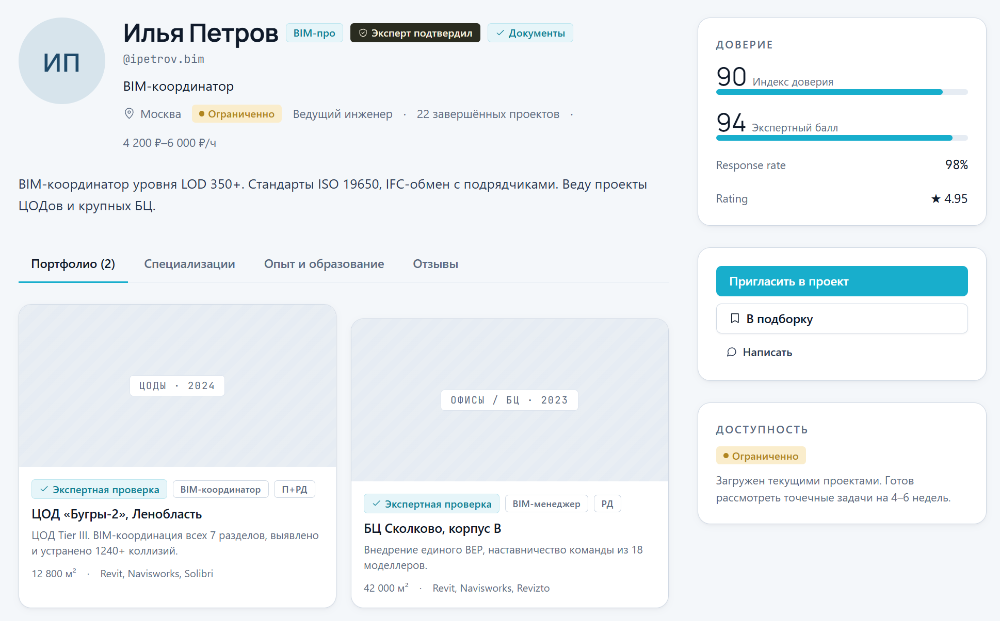 ИП
Илья Петров
BIM-про
Эксперт подтвердил
Документы
@ipetrov.bim
BIM-координатор
Москва
Ограниченно
Ведущий инженер · 22 завершённых проектов ·
4 200 ₽–6 000 ₽/ч
BIM-координатор уровня LOD 350+. Стандарты ISO 19650, IFC-обмен с подрядчиками. Веду проекты
ЦОДов и крупных БЦ.
Портфолио (2)
Специализации
Опыт и образование
Отзывы
ЦОДЫ · 2024
Экспертная проверка
BIM-координатор
П+РД
ЦОД «Бугры-2», Ленобласть
ЦОД Tier III. BIM-координация всех 7 разделов, выявлено
и устранено 1240+ коллизий.
12 800 м² · Revit, Navisworks, Solibri
ОФИСЫ / БЦ · 2023
Экспертная проверка
BIM-менеджер
РД
БЦ Сколково, корпус В
Внедрение единого BEP, наставничество команды из 18
моделлеров.
42 000 м² · Revit, Navisworks, Revizto
ДОВЕРИЕ
90 Индекс доверия
94 Экспертный балл
Response rate 98%
Rating ★ 4.95
Пригласить в проект
В подборку
Написать
ДОСТУПНОСТЬ
Ограниченно
Загружен текущими проектами. Готов
рассмотреть точечные задачи на 4–6 недель.